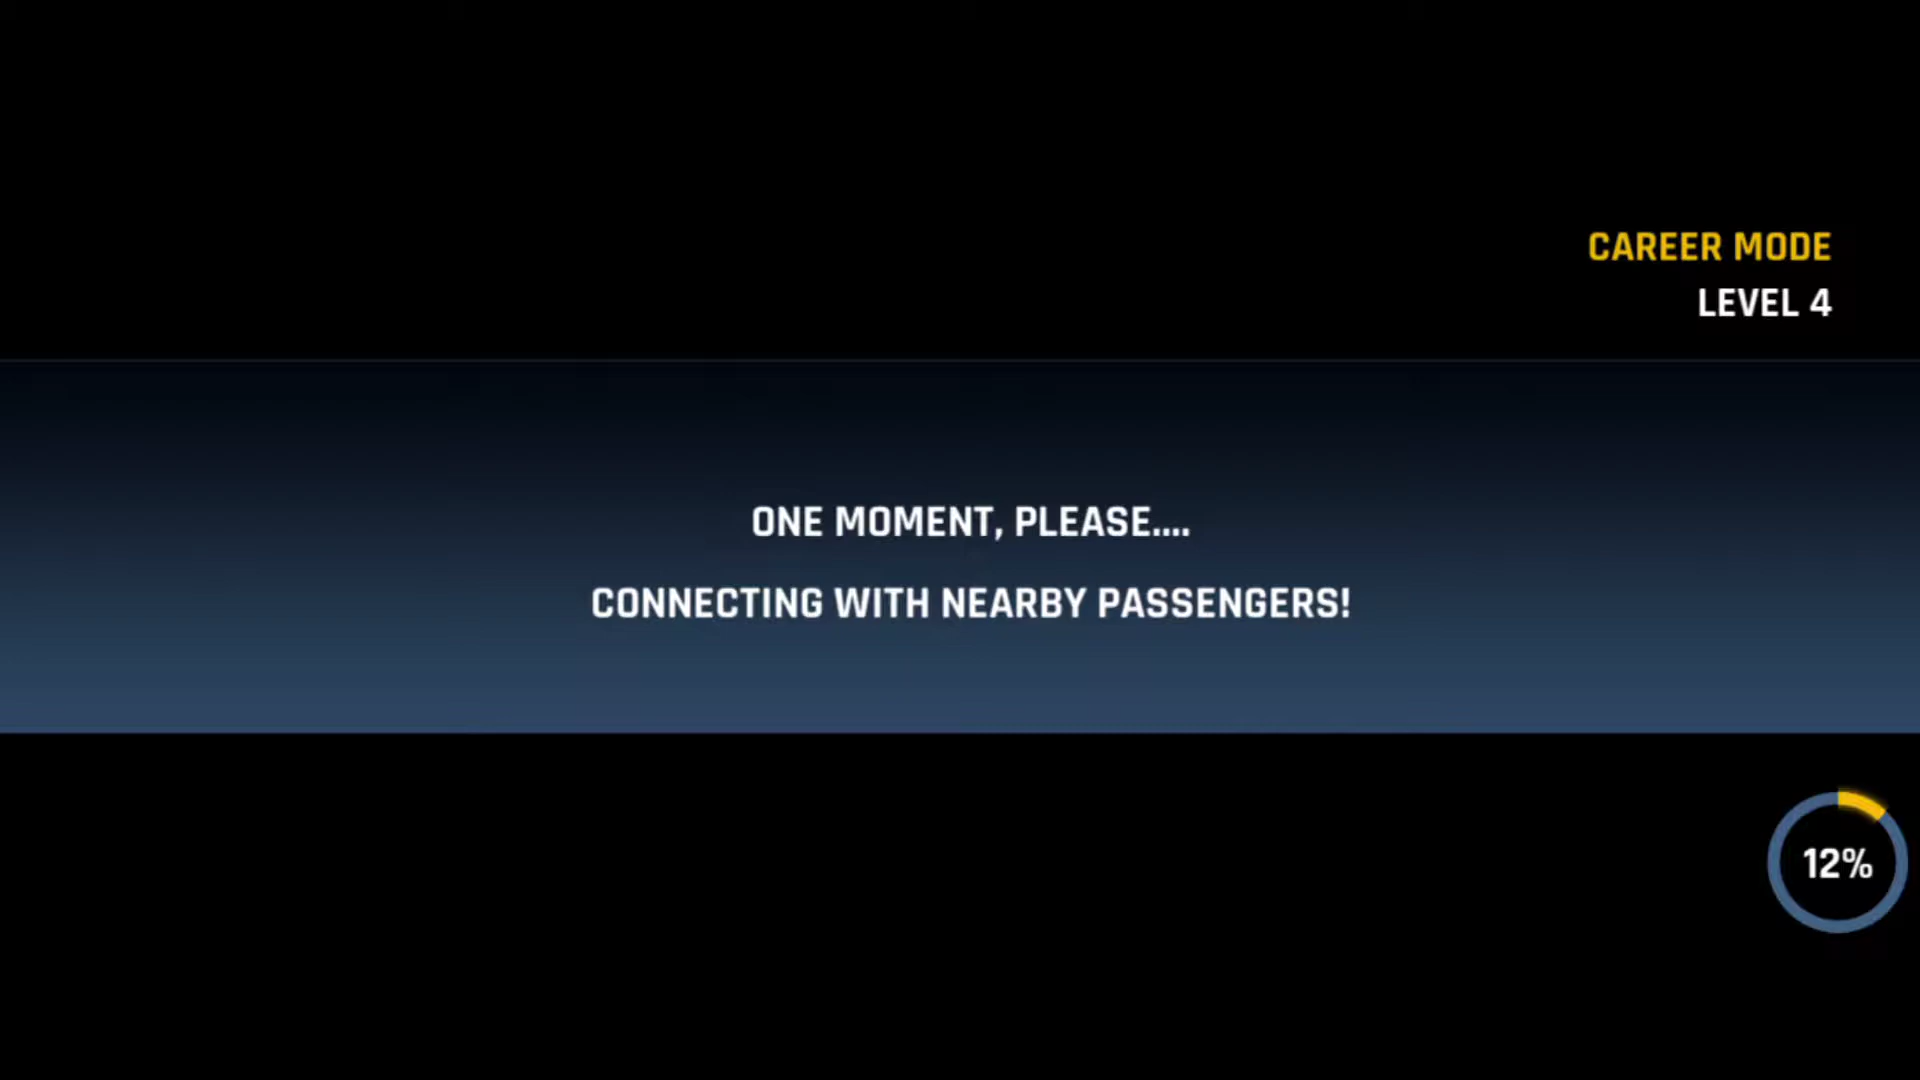 CAREER MODE
LEVEL 4
ONE MOMENT, PLEASE....
CONNECTING WITH NEARBY PASSENGERS!
12%